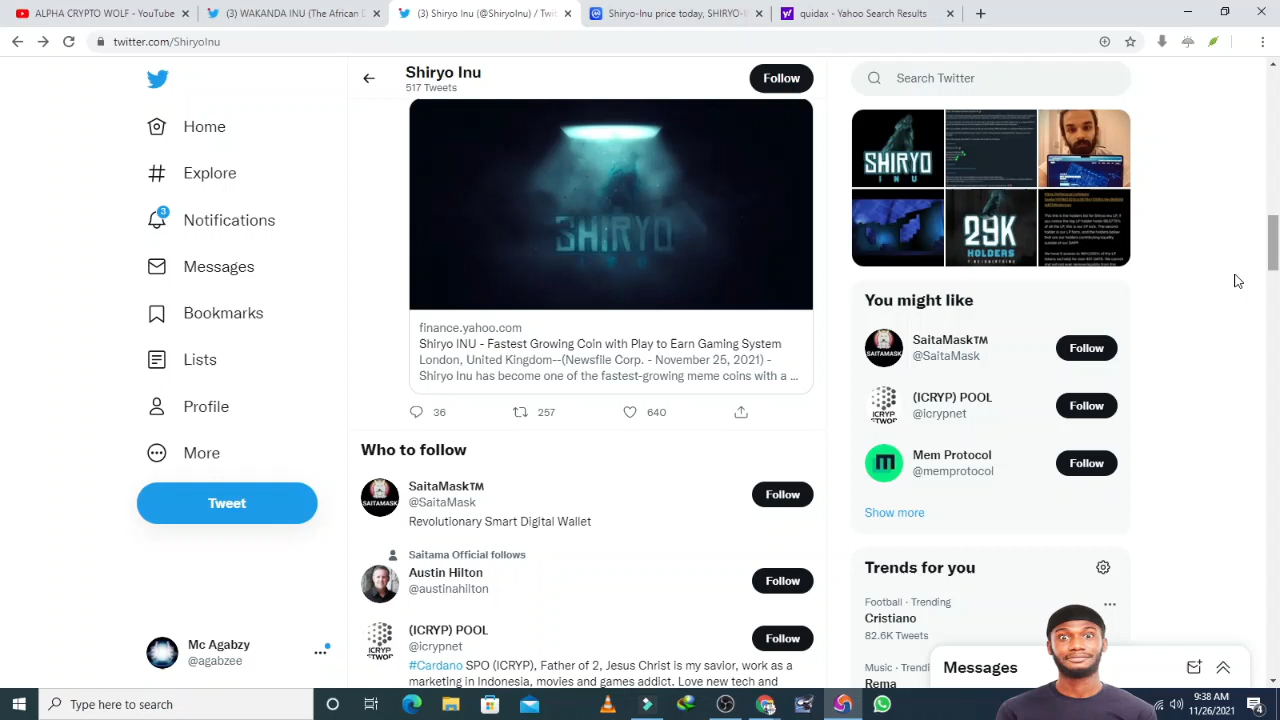 ALPHA CRYPTO WOLF - YouTube
(3) WAKANDA INU (The African E
(3) Shiryo Inu (@ShiryoInu) / Twit
Shiryo-Inu price today, SHIRYO-I
quidax - Yahoo Search Results
twitter.com/ShiryoInu
Shiryo Inu
517 Tweets
Follow
Search Twitter
Home
Explore
3
Notifications
Messages
Bookmarks
Lists
Profile
More
Tweet
Mc Agabzy
@agabzee
finance.yahoo.com
Shiryo INU - Fastest Growing Coin with Play to Earn Gaming System
London, United Kingdom--(Newsfile Corp. - November 25, 2021) -
Shiryo Inu has become one of the fastest-growing meme coins with a ...
36
257
640
Who to follow
SAITAMASK
SaitaMask™
@SaitaMask
Revolutionary Smart Digital Wallet
Follow
Saitama Official follows
Austin Hilton
@austinahilton
Follow
(ICRYP) POOL
@icrypnet
Follow
#Cardano SPO (ICRYP), Father of 2, Jesus Christ is my savior, work as a
marketing in Indonesia, movies and games addict. Love new tech and
SHIRYO
INU
29K
HOLDERS
You might like
SAITAMASK
SaitaMask™
@SaitaMask
Follow
(ICRYP) POOL
@icrypnet
Follow
Mem Protocol
@memprotocol
Follow
Show more
Trends for you
Football · Trending
Cristiano
82.6K Tweets
Music · Trendi
Rema
Messages
Type here to search
9:38 AM
11/26/2021